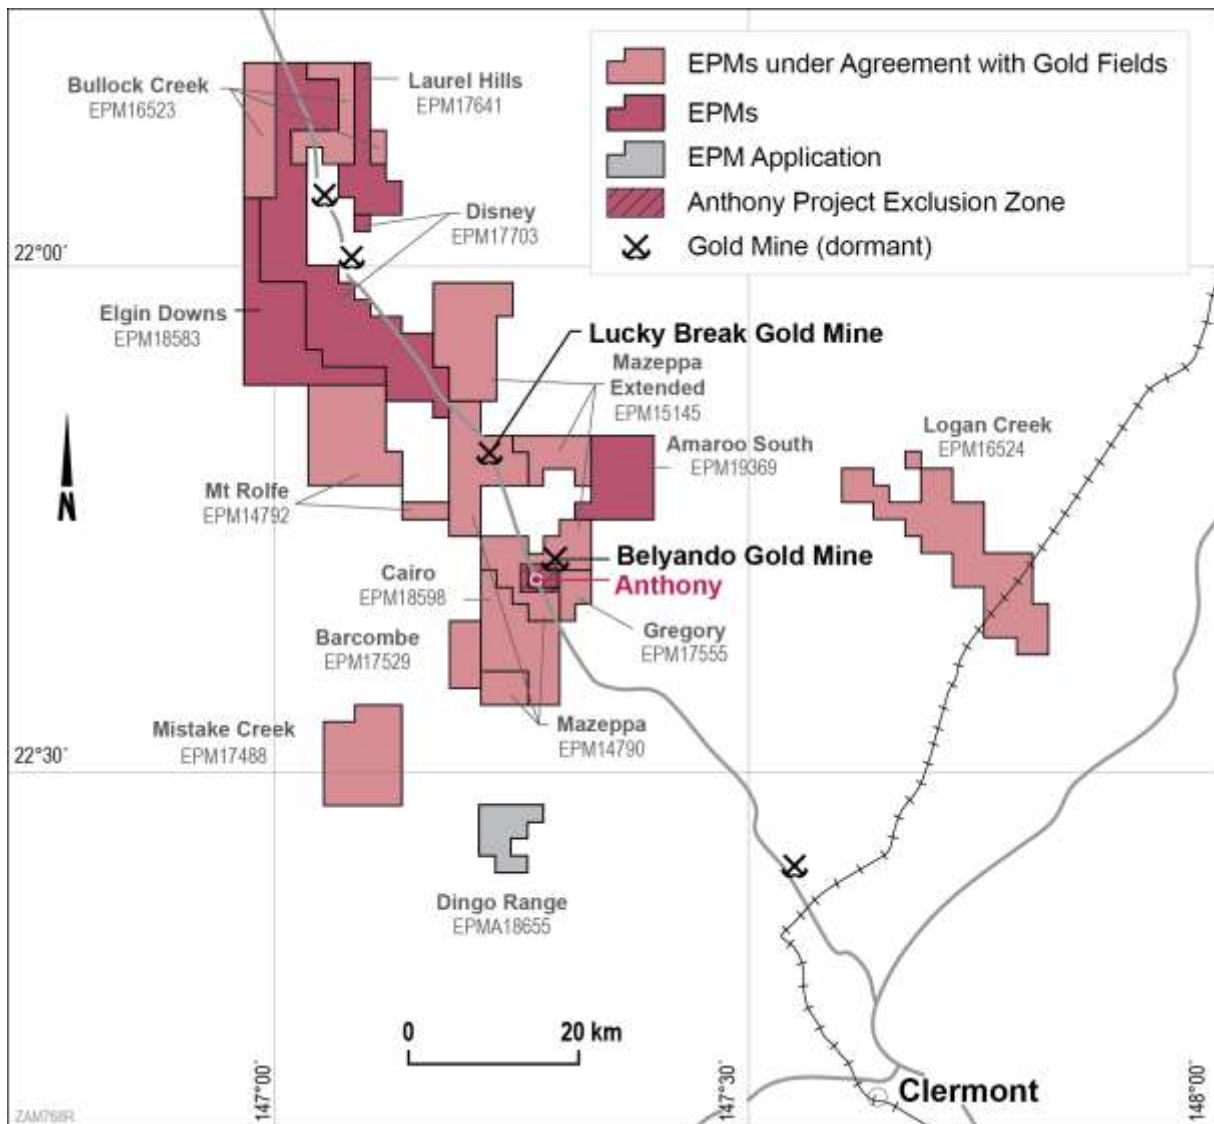 EPMs under Agreement with Gold Fields
EPMs
EPM Application
Anthony Project Exclusion Zone
Gold Mine (dormant)
Bullock Creek
EPM16523
Laurel Hills
EPM17641
Disney
EPM17703
22°00'
Elgin Downs
EPM18583
Lucky Break Gold Mine
Mazeppa
Extended
EPM15145
Amaroo South
EPM19369
Logan Creek
EPM16524
N
Mt Rolfe
EPM14792
Belyando Gold Mine
Anthony
Cairo
EPM18598
Gregory
EPM17555
Barcombe
EPM17529
Mazeppa
EPM14790
Mistake Creek
EPM17488
22°30'
Dingo Range
EPMA18655
0 20 km
147°00'
147°30'
148°00'
Clermont
ZAM768R